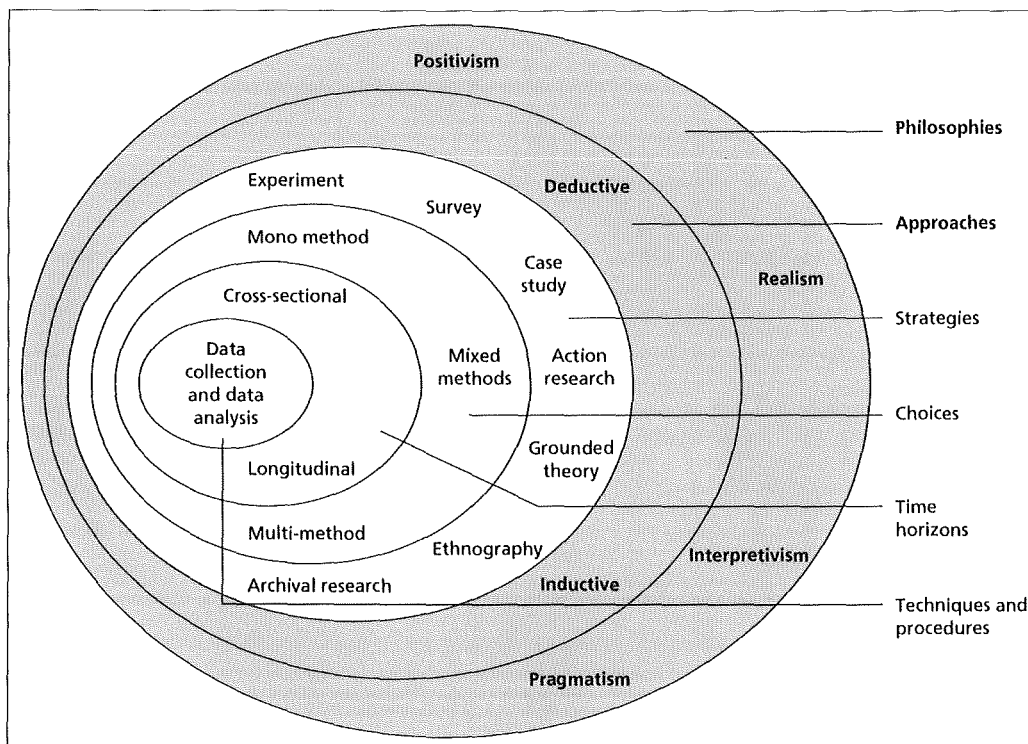 Positivism
Philosophies
Experiment
Deductive
Survey
Approaches
Mono method
Case
study
Realism
Cross-sectional
Strategies
Data
collection
and data
analysis
Mixed
methods
Action
research
Choices
Grounded
theory
Longitudinal
Time
horizons
Multi-method
Ethnography
Interpretivism
Archival research
Inductive
Techniques and
procedures
Pragmatism